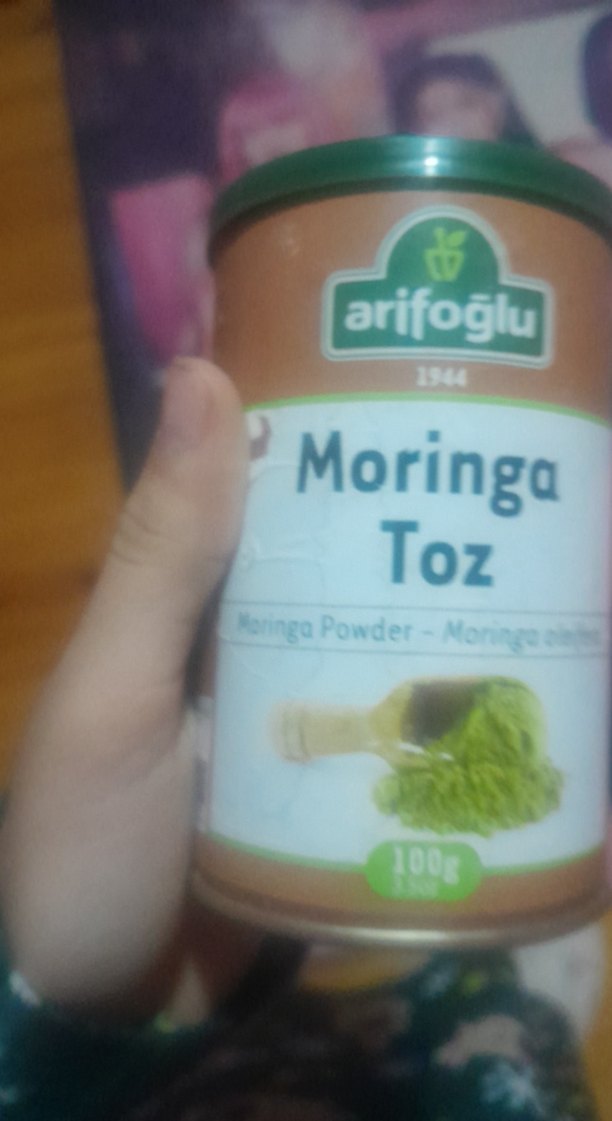 arifoğlu
1944
Moringa
Toz
Moringa Powder - Moringa
100g